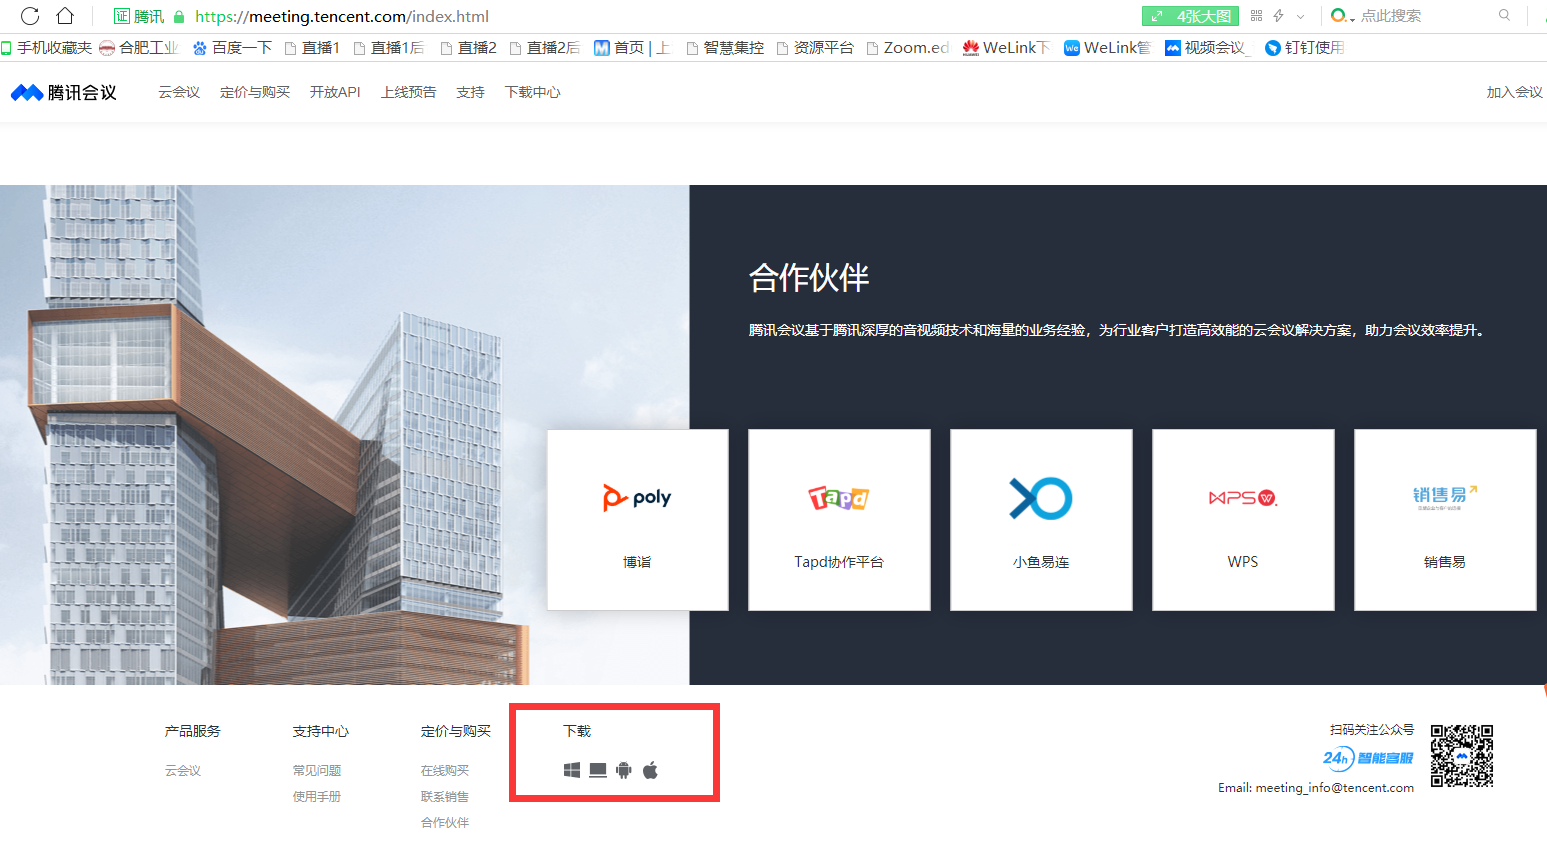 证 腾讯 https://meeting.tencent.com/index.html 4张大图 点此搜索
手机收藏夹 合肥工业 百度一下 直播1 直播1后 直播2 直播2后 首页 | 上 智慧集控 资源平台 Zoom.ed WeLink下 WeLink管 视频会议_ 钉钉使用
腾讯会议 云会议 定价与购买 开放API 上线预告 支持 下载中心 加入会议
合作伙伴
腾讯会议基于腾讯深厚的音视频技术和海星的业务经验，为行业客户打造高效能的云会议解决方案，助力会议效率提升。
poly Tapd WPS 销售易
博诣 Tapd协作平台 小鱼易连 WPS 销售易
产品服务 支持中心 定价与购买 下载 扫码关注公众号
24h 智能客服
云会议 常见问题 在线购买
使用手册 联系销售 Email: meeting_info@tencent.com
合作伙伴